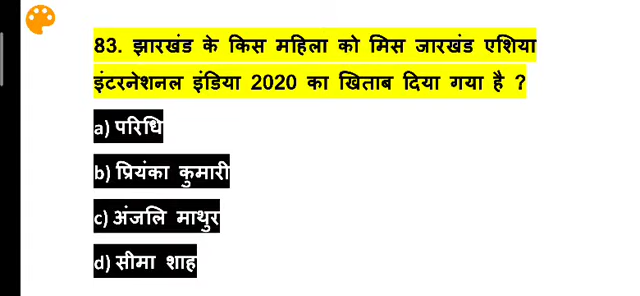 83. झारखंड के किस महिला को मिस जारखंड एशिया
इंटरनेशनल इंडिया 2020 का खिताब दिया गया है ?
a) परिधि
b) प्रियंका कुमारी
c) अंजलि माथुर
d) सीमा शाह